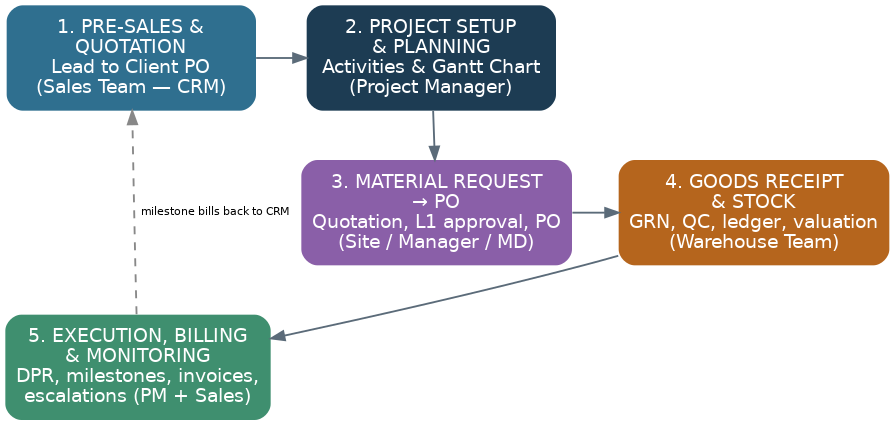 1. PRE-SALES &
QUOTATION
Lead to Client PO
(Sales Team — CRM)
2. PROJECT SETUP
& PLANNING
Activities & Gantt Chart
(Project Manager)
3. MATERIAL REQUEST
→ PO
Quotation, L1 approval, PO
(Site / Manager / MD)
4. GOODS RECEIPT
& STOCK
GRN, QC, ledger, valuation
(Warehouse Team)
milestone bills back to CRM
5. EXECUTION, BILLING
& MONITORING
DPR, milestones, invoices,
escalations (PM + Sales)